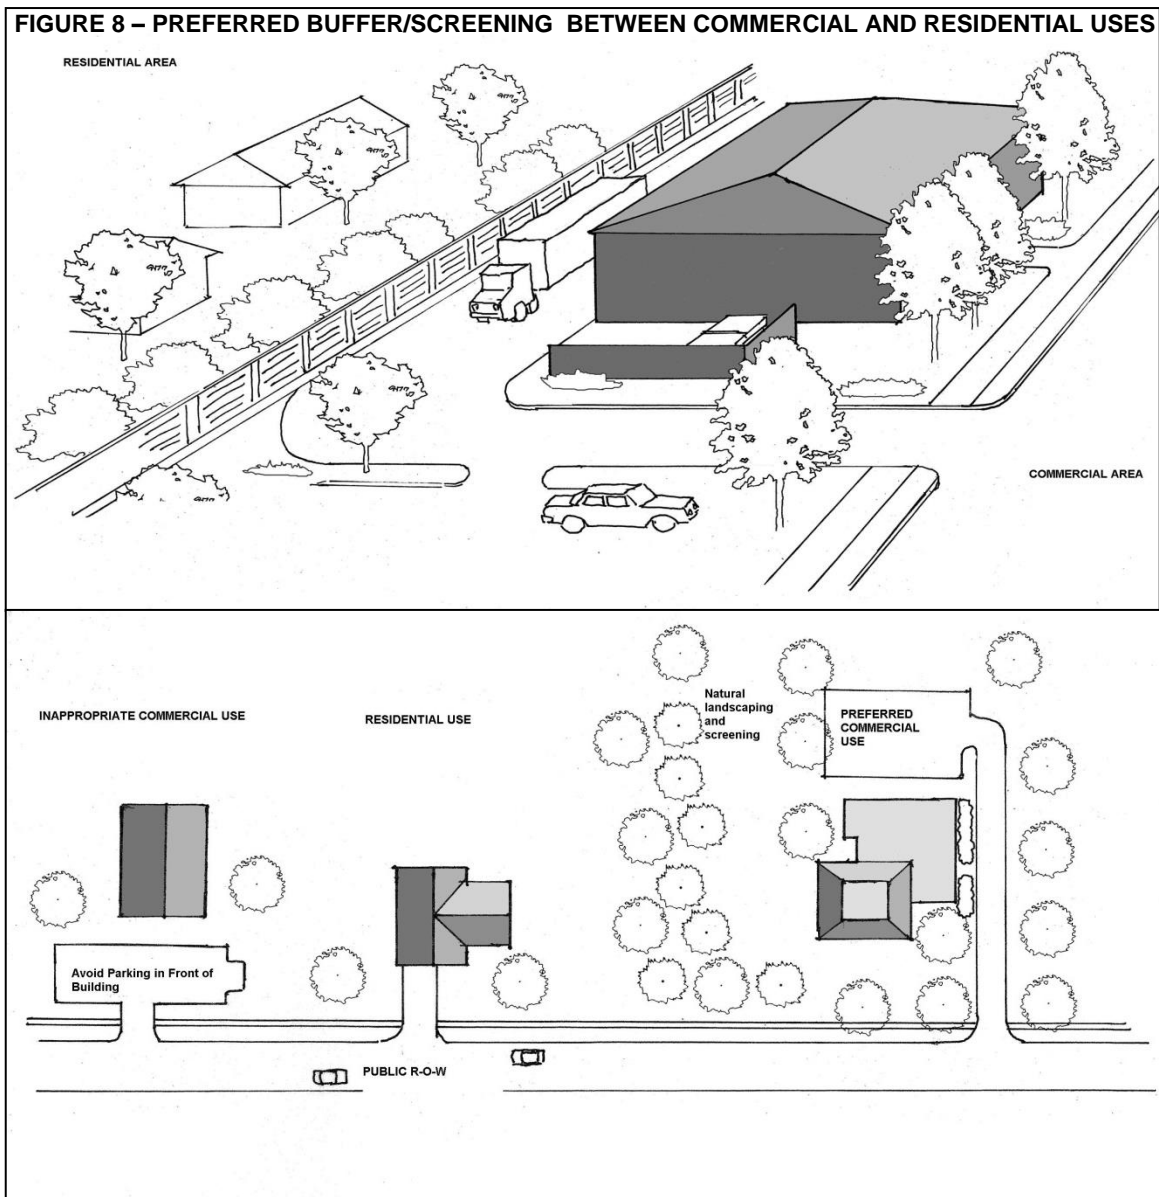 FIGURE 8 – PREFERRED BUFFER/SCREENING BETWEEN COMMERCIAL AND RESIDENTIAL USES
RESIDENTIAL AREA
COMMERCIAL AREA
INAPPROPRIATE COMMERCIAL USE
RESIDENTIAL USE
Natural
landscaping
and
screening
PREFERRED
COMMERCIAL
USE
Avoid Parking in Front of
Building
PUBLIC R-O-W